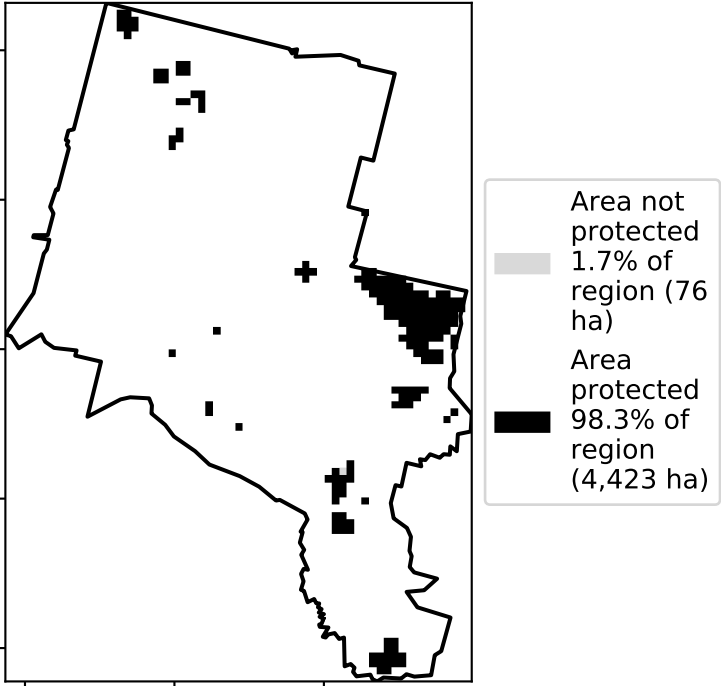 Area not
protected
1.7% of
region (76
ha)
Area
protected
98.3% of
region
(4,423 ha)